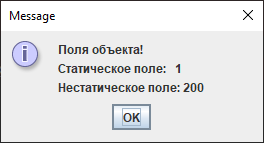 Message
Поля объекта!
Статическое поле: 1
Нестатическое поле: 200
OK